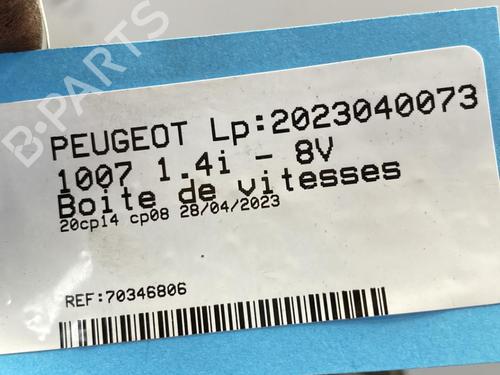 B-PARTS
PEUGEOT Lp:2023040073
1007 1.4i - 8V
Boite de vitesses
20cp14 cp08 28/04/2023
REF:70346806